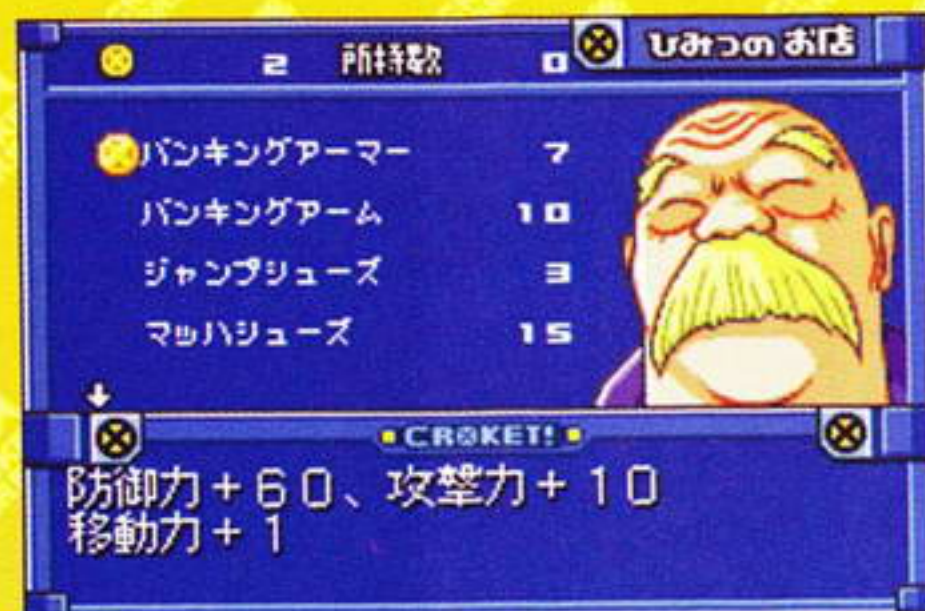 2 所持数 0
ひみつの お店
バンキングアーマー 7
バンキングアーム 10
ジャンプシューズ 3
マッハシューズ 15
CROKET!
防御力+60、攻撃力+10
移動力+1